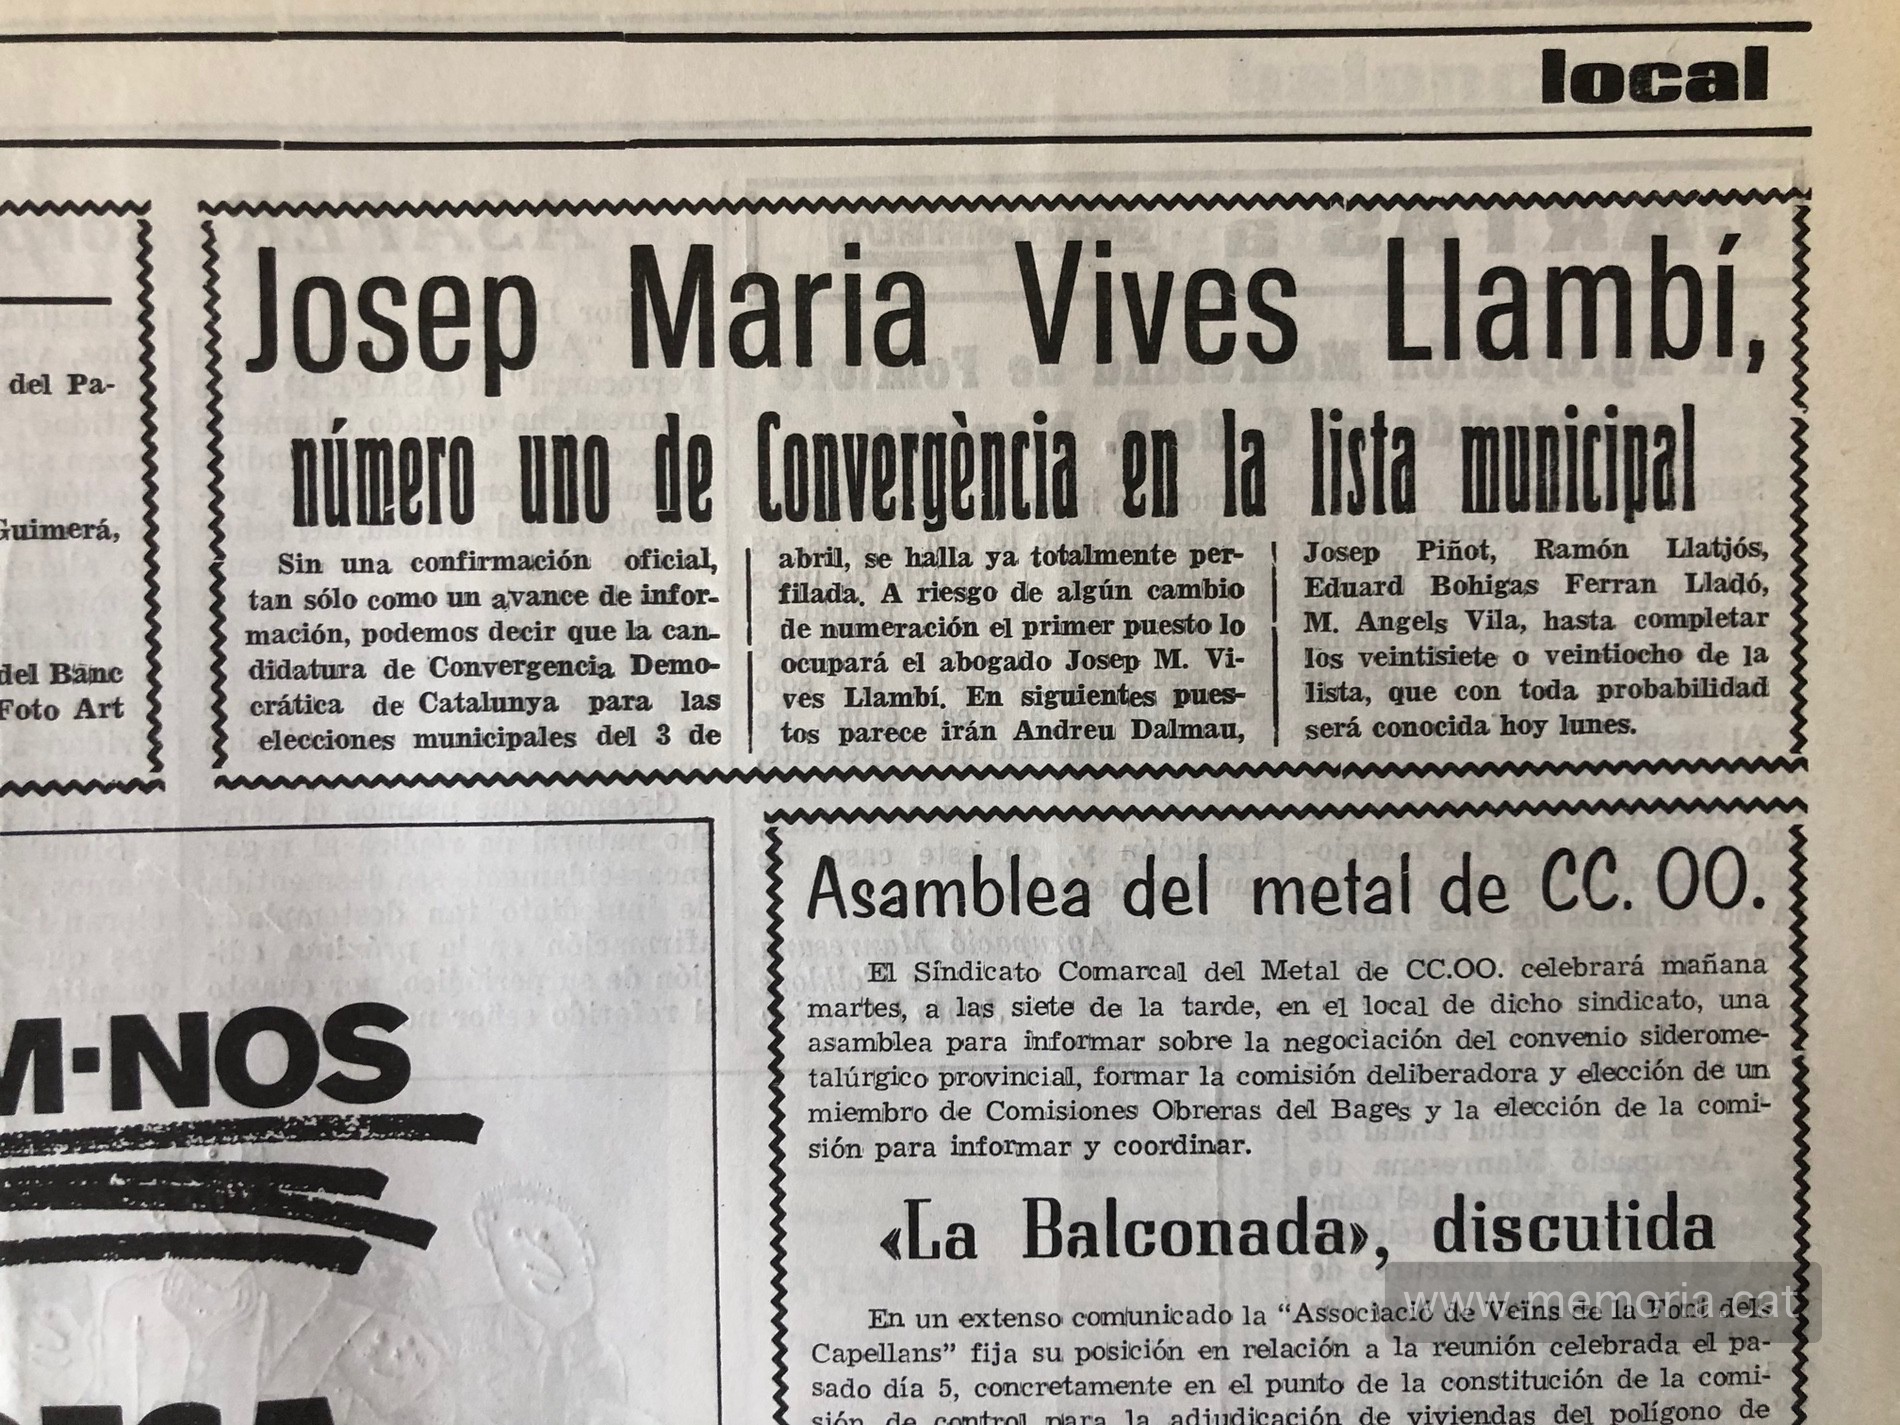 local
del Pa-
Guimerá,
del Banc
Foto Art
Josep Maria Vives Llambí,
número uno de Convergència en la lista municipal
Sin una confirmación oficial,
tan sólo como un avance de infor-
mación, podemos decir que la can-
didatura de Convergencia Demo-
crática de Catalunya para las
elecciones municipales del 3 de
abril, se halla ya totalmente per-
filada. A riesgo de algún cambio
de numeración el primer puesto lo
ocupará el abogado Josep M. Vi-
ves Llambí. En siguientes pues-
tos parece irán Andreu Dalmau,
Josep Piñot, Ramón Llatjós,
Eduard Bohigas Ferran Lladó,
M. Angels Vila, hasta completar
los veintisiete o veintiocho de la
lista, que con toda probabilidad
será conocida hoy lunes.
M·NOS
Asamblea del metal de CC. OO.
El Síndicato Comarcal del Metal de CC.OO. celebrará mañana
martes, a las siete de la tarde, en el local de dicho sindicato, una
asamblea para informar sobre la negociación del convenio siderome-
talúrgico provincial, formar la comisión deliberadora y elección de un
miembro de Comisiones Obreras del Bages y la elección de la comi-
sión para informar y coordinar.
«La Balconada», discutida
En un extenso comunicado la "Associació de Veïns de la Font dels
Capellans" fija su posición en relación a la reunión celebrada el pa-
sado día 5, concretamente en el punto de la constitución de la comi-
sión de control para la adjudicación de viviendas del polígono de
www.memoria.cat